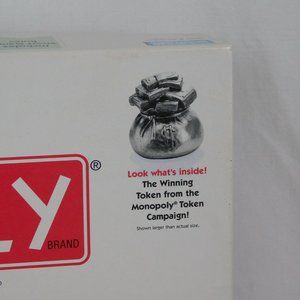 Look what's inside!
The Winning
Token from the
Monopoly® Token
Campaign!
Shown larger than actual size.
LY®
BRAND